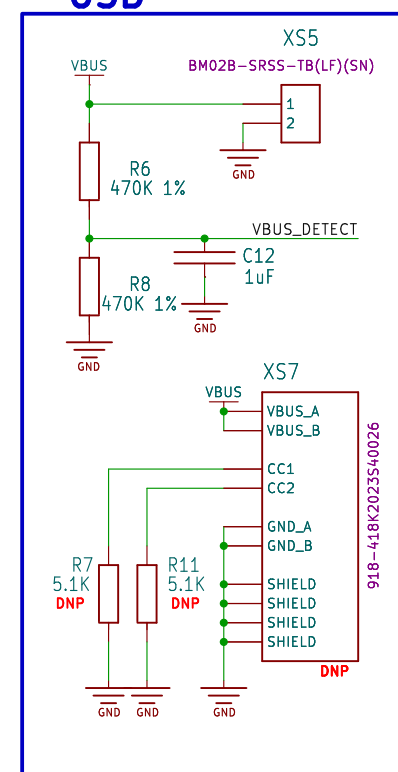 USB
XS5
VBUS
BM02B-SRSS-TB(LF)(SN)
1
2
GND
R6
470K 1%
VBUS_DETECT
C12
1uF
R8
470K 1%
GND
GND
XS7
VBUS
VBUS_A
VBUS_B
CC1
CC2
GND_A
GND_B
918-418K2023S40026
R7
5.1K
DNP
R11
5.1K
DNP
SHIELD
SHIELD
SHIELD
SHIELD
DNP
GND
GND
GND